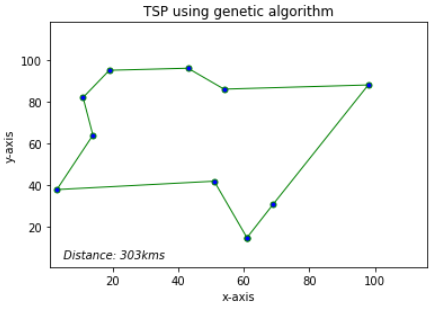 TSP using genetic algorithm
100
80
60
40
20
y-axis
Distance: 303kms
20 40 60 80 100
x-axis